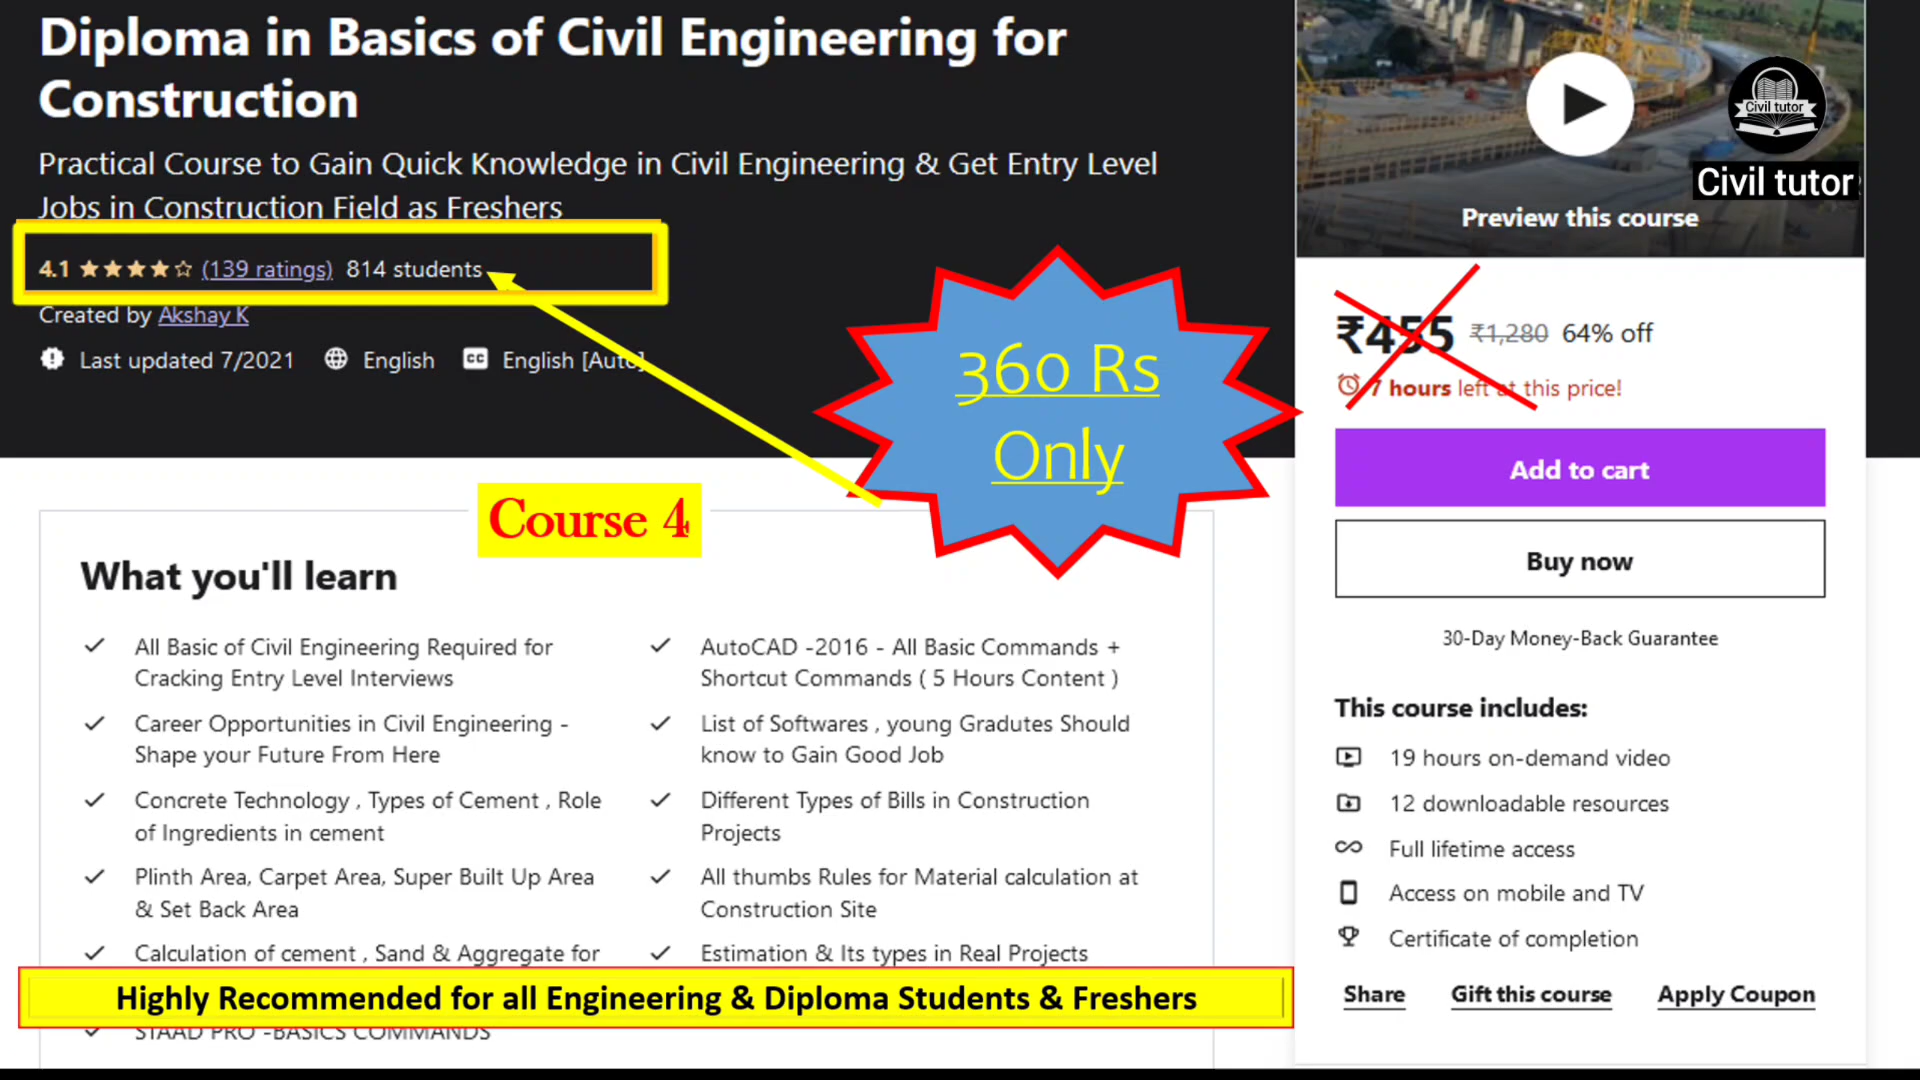 Diploma in Basics of Civil Engineering for
Construction
Practical Course to Gain Quick Knowledge in Civil Engineering & Get Entry Level
Jobs in Construction Field as Freshers
4.1 (139 ratings) 814 students
Created by Akshay K
Last updated 7/2021 English CC English [Auto]
360 Rs
Only
Course 4
What you'll learn
All Basic of Civil Engineering Required for
Cracking Entry Level Interviews
Career Opportunities in Civil Engineering -
Shape your Future From Here
Concrete Technology , Types of Cement , Role
of Ingredients in cement
Plinth Area, Carpet Area, Super Built Up Area
& Set Back Area
Calculation of cement , Sand & Aggregate for
STAAD PRO -BASICS COMMANDS
AutoCAD -2016 - All Basic Commands +
Shortcut Commands ( 5 Hours Content )
List of Softwares , young Gradutes Should
know to Gain Good Job
Different Types of Bills in Construction
Projects
All thumbs Rules for Material calculation at
Construction Site
Estimation & Its types in Real Projects
Highly Recommended for all Engineering & Diploma Students & Freshers
Civil tutor
Civil tutor
Preview this course
₹455 ₹1,280 64% off
7 hours left at this price!
Add to cart
Buy now
30-Day Money-Back Guarantee
This course includes:
19 hours on-demand video
12 downloadable resources
Full lifetime access
Access on mobile and TV
Certificate of completion
Share Gift this course Apply Coupon